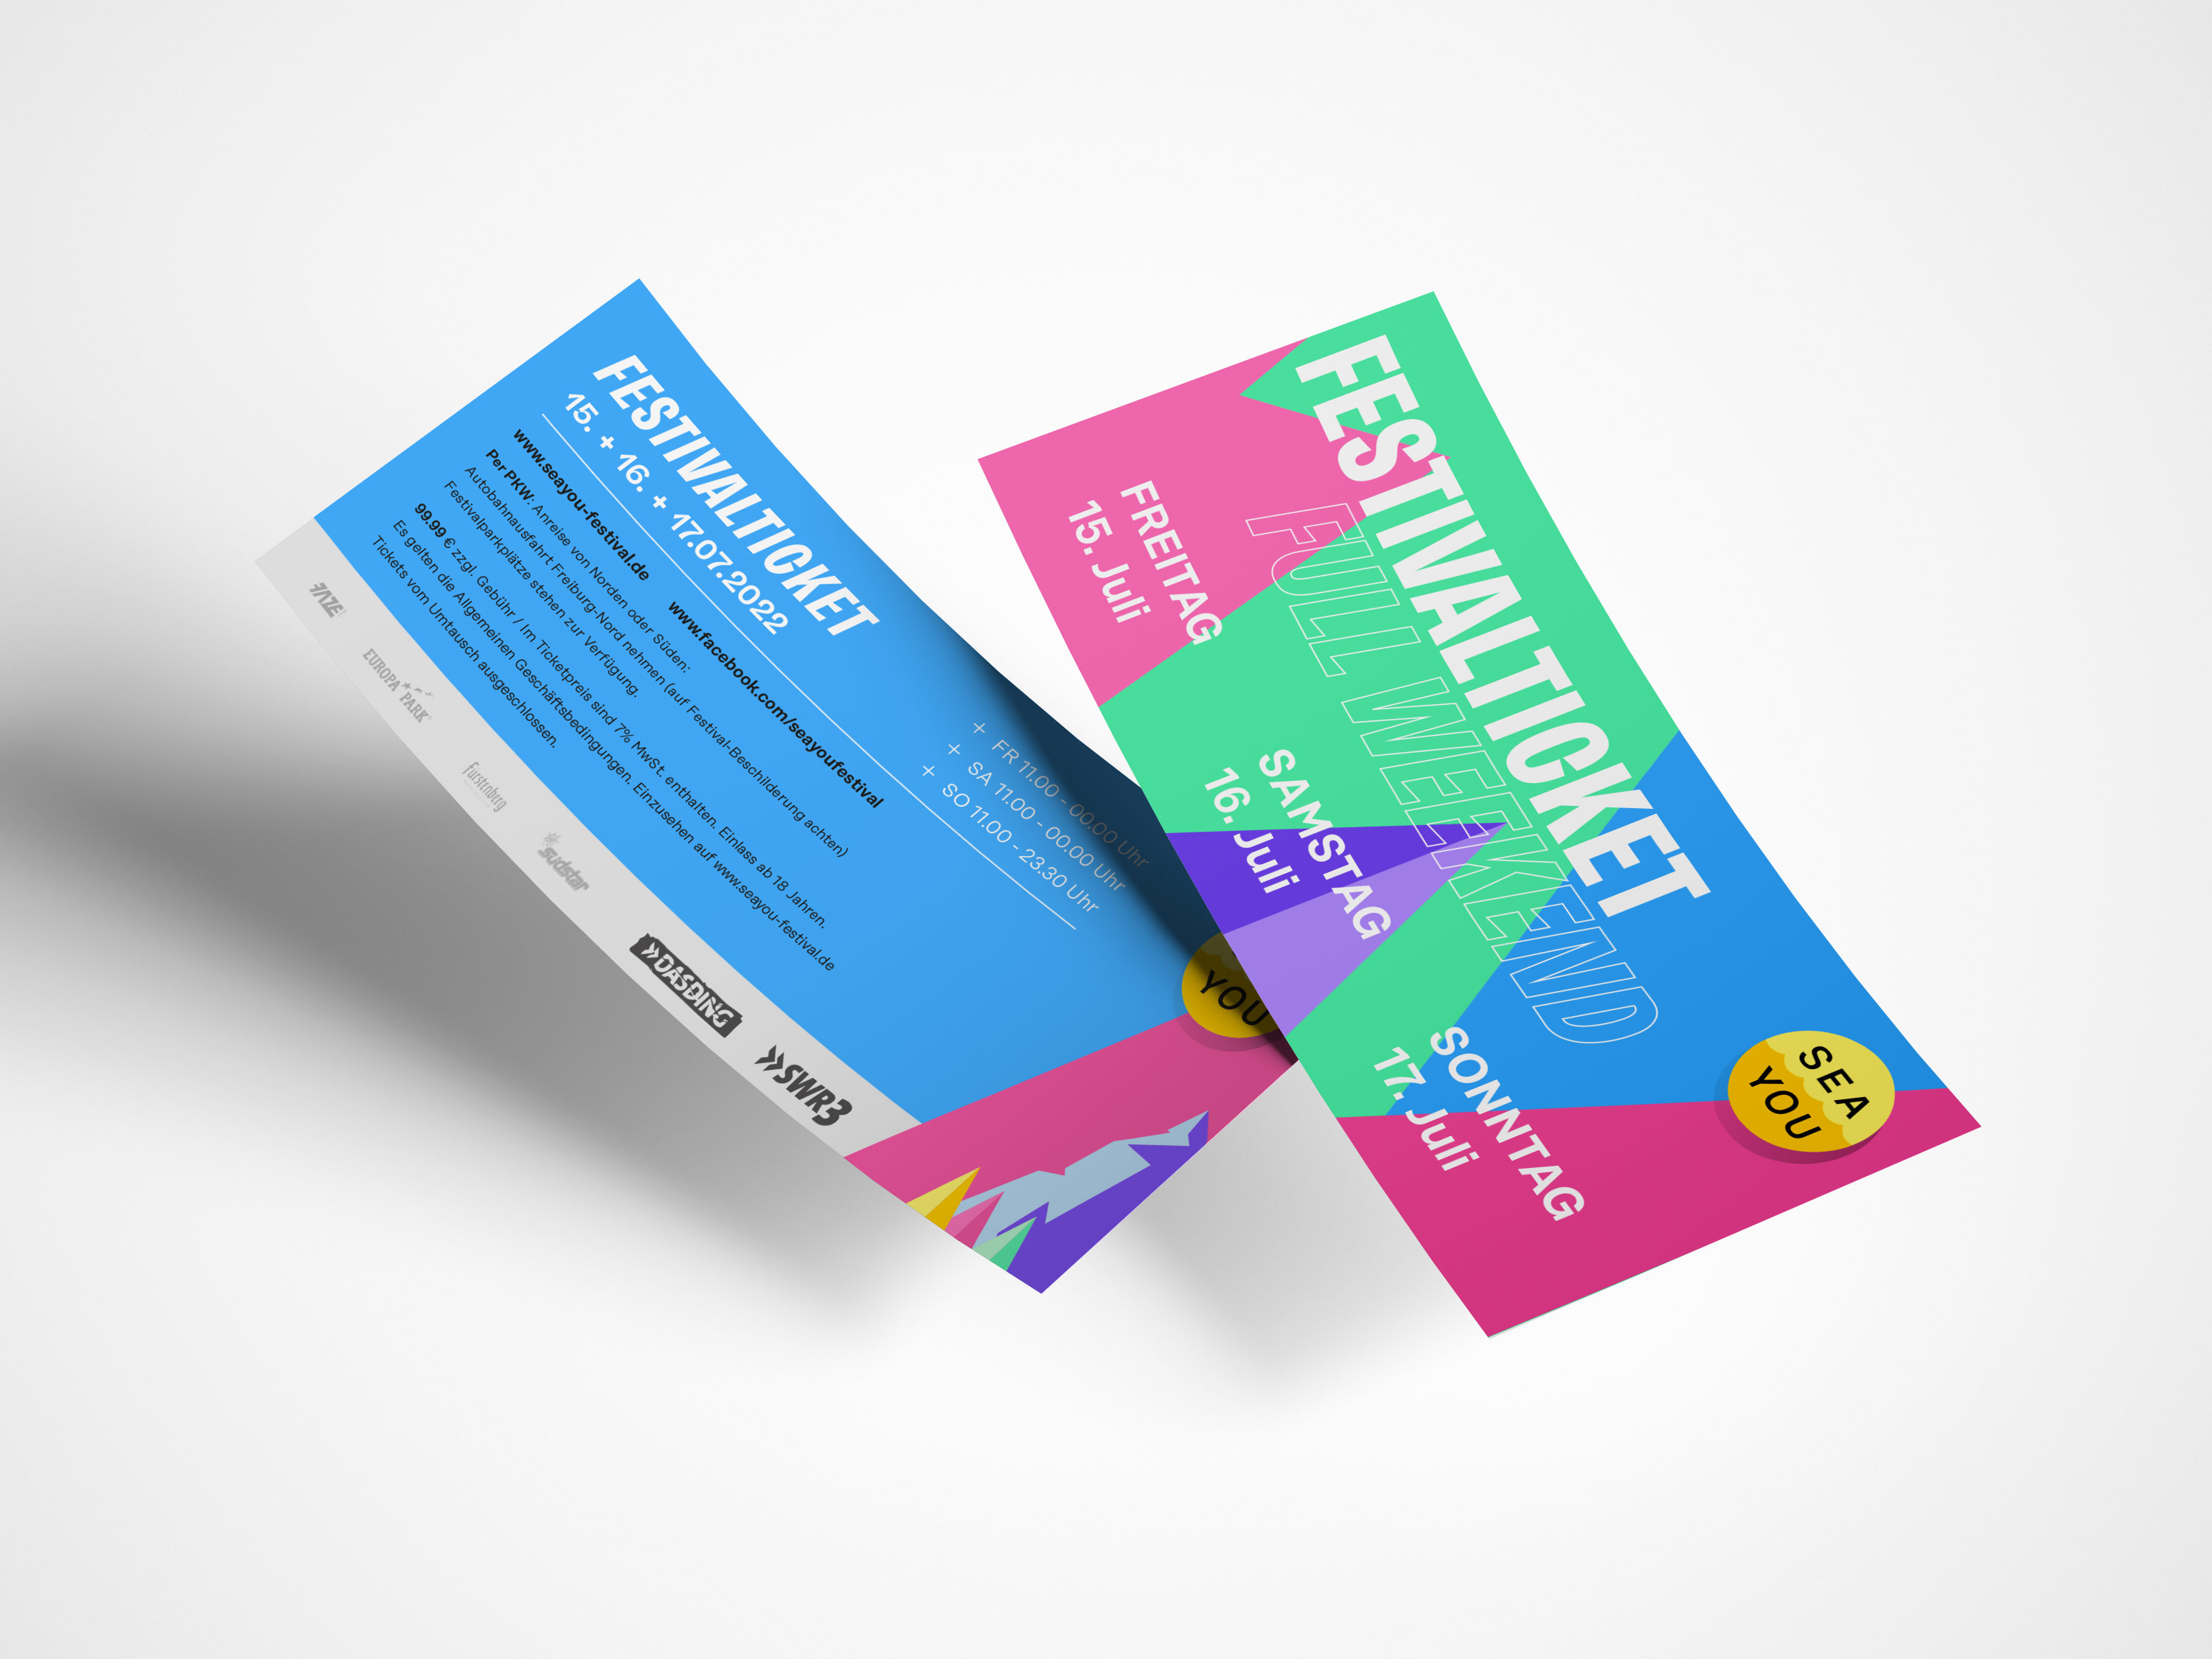 FESTIVALTICKET
15. + 16. + 17.07.2022
+ FR 11.00 - 00.00 Uhr
+ SA 11.00 - 00.00 Uhr
+ SO 11.00 - 23.30 Uhr
www.seayou-festival.de www.facebook.com/seayoufestival
Per PKW: Anreise von Norden oder Süden:
Autobahnausfahrt Freiburg-Nord nehmen (auf Festival-Beschilderung achten)
Festivalparkplätze stehen zur Verfügung.
99.99 € zzgl. Gebühr / Im Ticketpreis sind 7% MwSt. enthalten. Einlass ab 18 Jahren.
Es gelten die Allgemeinen Geschäftsbedingungen. Einzusehen auf www.seayou-festival.de
Tickets vom Umtausch ausgeschlossen.
FAZE
EUROPA PARK
Fürstenberg
südstar
DASDING
SWR3
YOU
FESTIVALTICKET
FULL WEEKEND
FREITAG
15. Juli
SAMSTAG
16. Juli
SONNTAG
17. Juli
SEA
YOU